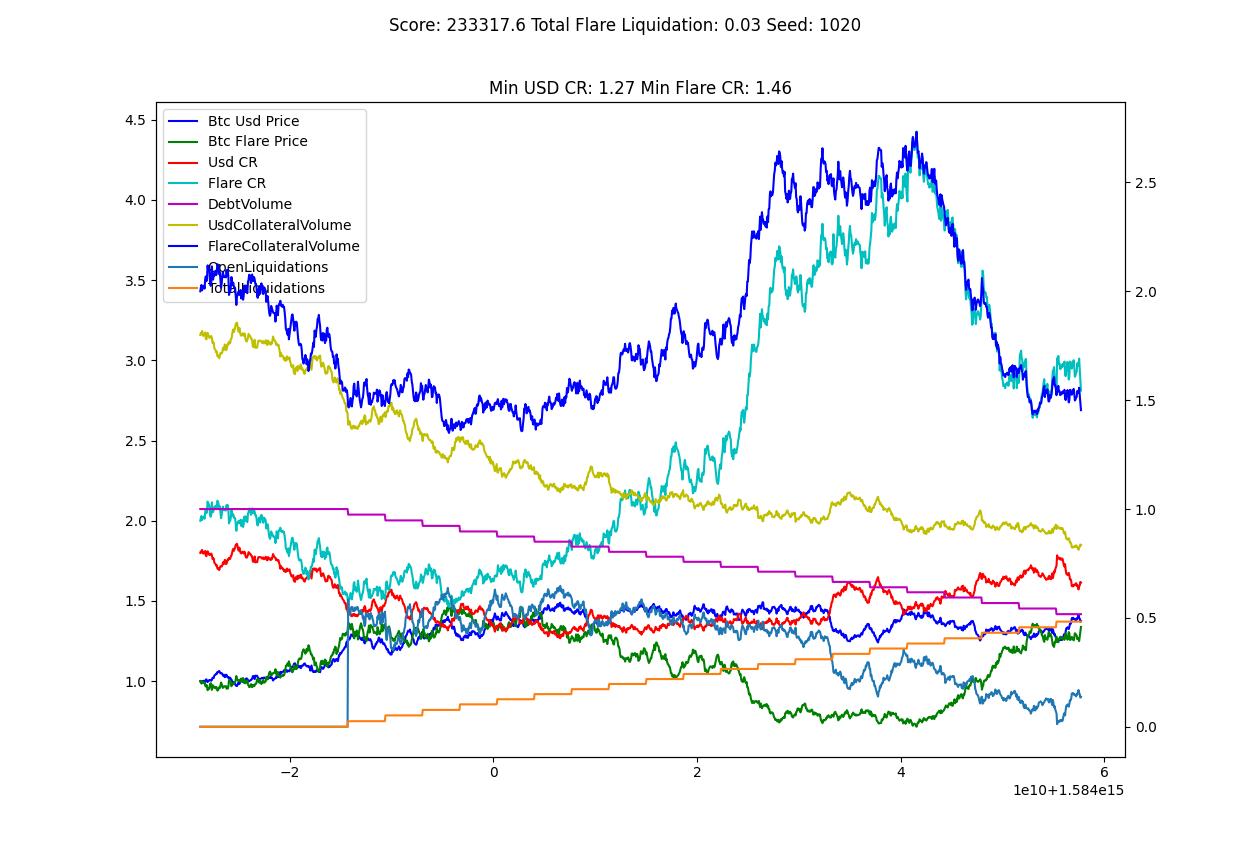 Score: 233317.6 Total Flare Liquidation: 0.03 Seed: 1020
Min USD CR: 1.27 Min Flare CR: 1.46
Btc Usd Price
Btc Flare Price
Usd CR
Flare CR
DebtVolume
UsdCollateralVolume
FlareCollateralVolume
OpenLiquidations
TotalLiquidations
4.5
4.0
3.5
3.0
2.5
2.0
1.5
1.0
2.5
2.0
1.5
1.0
0.5
0.0
−2 0 2 4 6
1e10+1.584e15